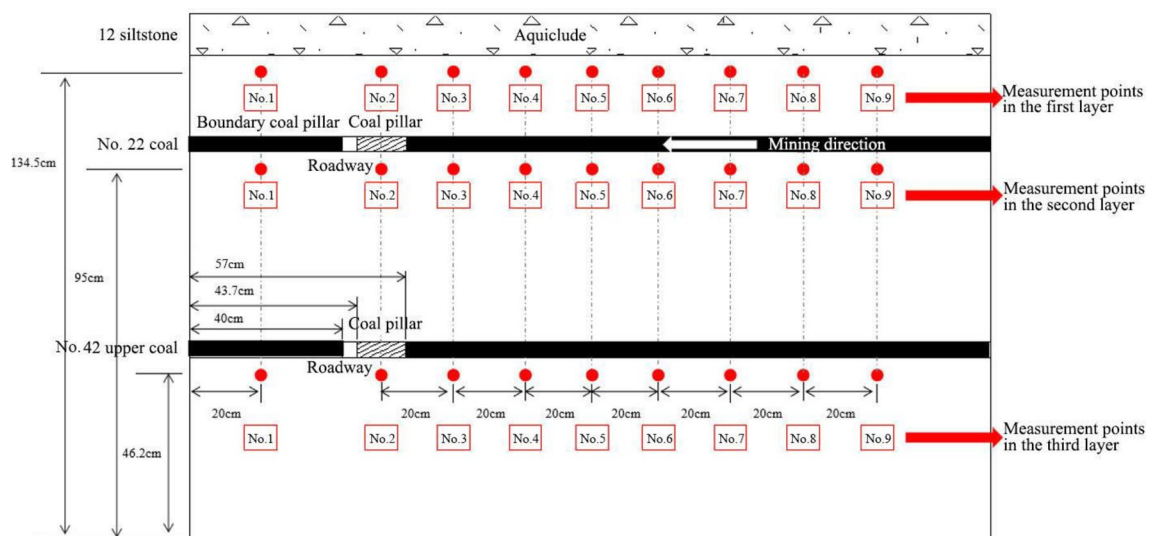 12 siltstone
Aquiclude
No.1 No.2 No.3 No.4 No.5 No.6 No.7 No.8 No.9
Measurement points
in the first layer
Boundary coal pillar Coal pillar
No. 22 coal
Mining direction
134.5cm
Roadway
No.1 No.2 No.3 No.4 No.5 No.6 No.7 No.8 No.9
Measurement points
in the second layer
57cm
95cm
43.7cm
40cm
Coal pillar
No. 42 upper coal
Roadway
20cm 20cm 20cm 20cm 20cm 20cm 20cm 20cm
No.1 No.2 No.3 No.4 No.5 No.6 No.7 No.8 No.9
Measurement points
in the third layer
46.2cm